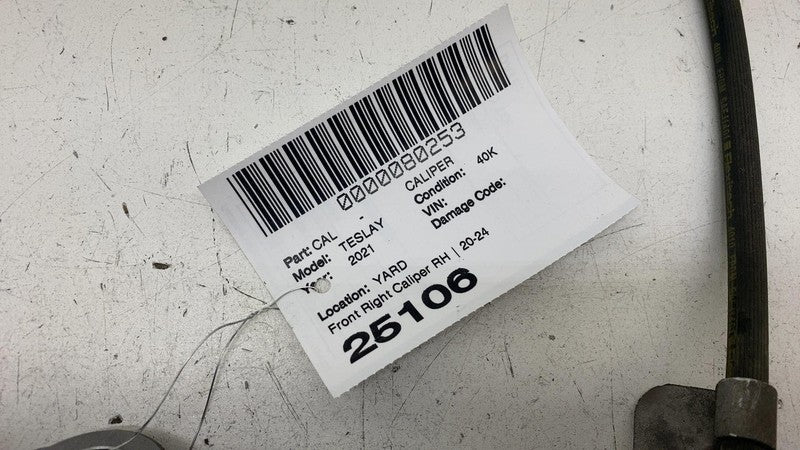 0000080253
Part: CAL - CALIPER
Model: TESLAY Condition: 40K
Year: 2021 VIN:
Damage Code:
Location: YARD
Front Right Caliper RH | 20-24
25106